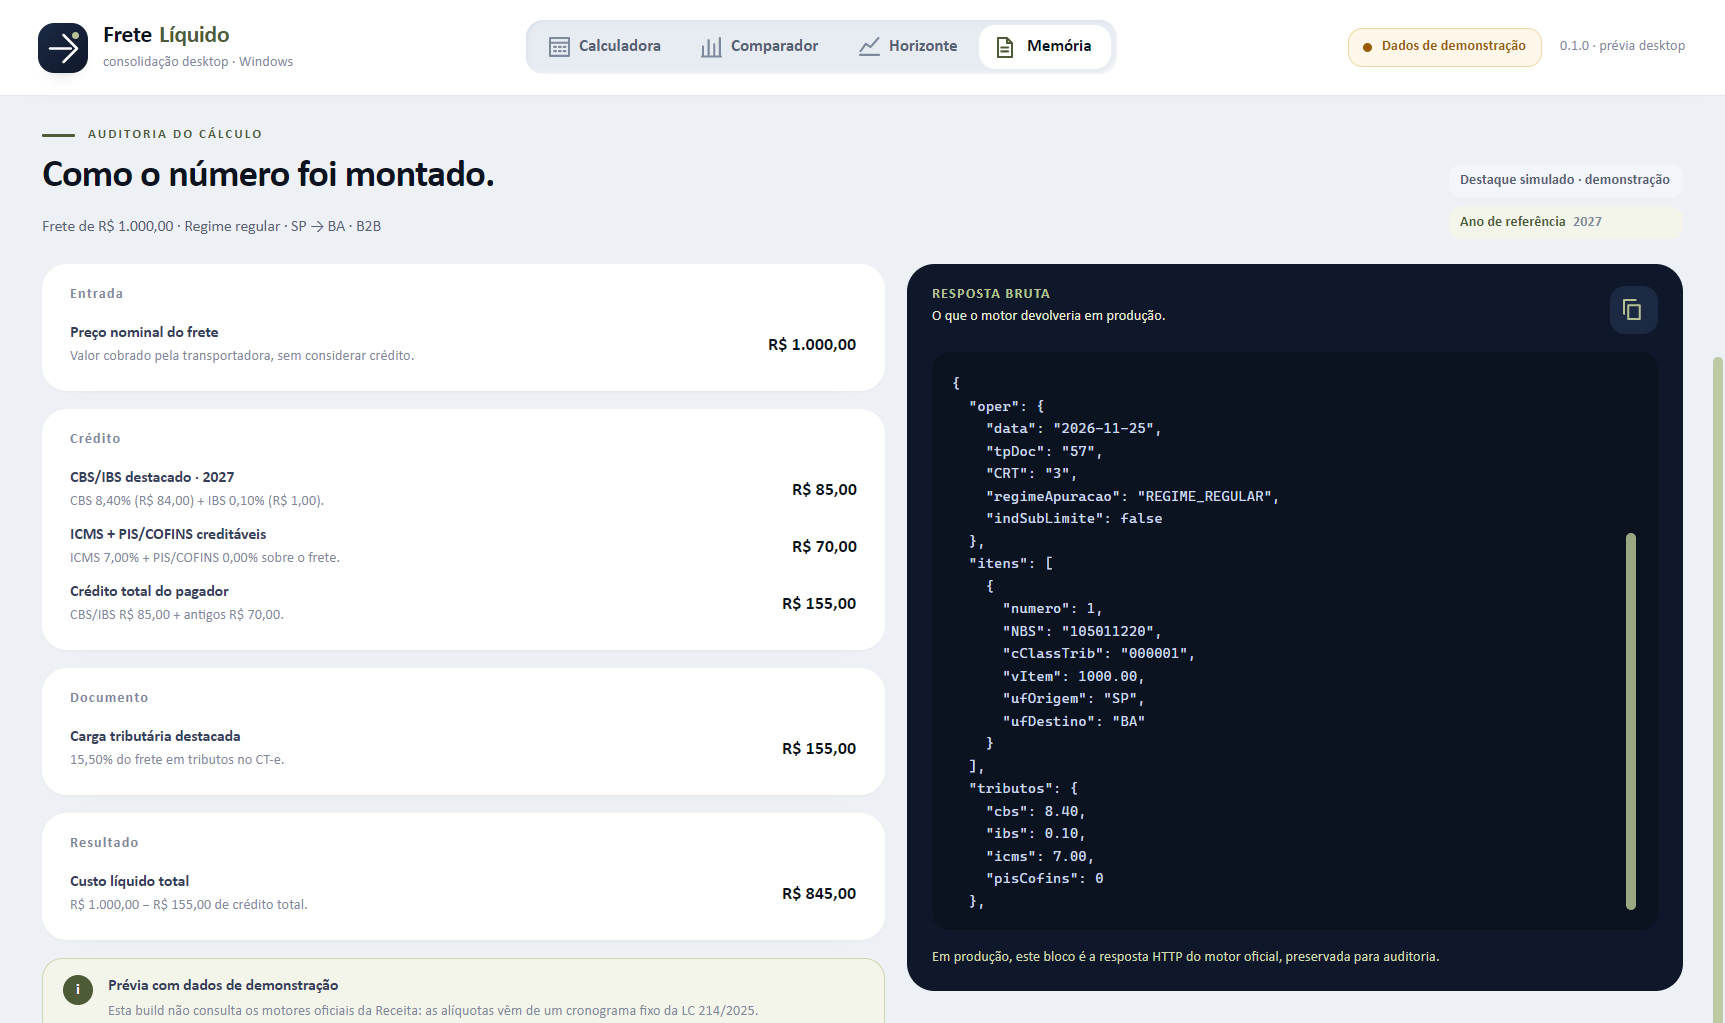 Frete Líquido
consolidação desktop · Windows
Calculadora
Comparador
Horizonte
Memória
Dados de demonstração
0.1.0 · prévia desktop
AUDITORIA DO CÁLCULO
Como o número foi montado.
Frete de R$ 1.000,00 · Regime regular · SP → BA · B2B
Destaque simulado · demonstração
Ano de referência 2027
Entrada
Preço nominal do frete
Valor cobrado pela transportadora, sem considerar crédito.
R$ 1.000,00
Crédito
CBS/IBS destacado · 2027
CBS 8,40% (R$ 84,00) + IBS 0,10% (R$ 1,00).
R$ 85,00
ICMS + PIS/COFINS creditáveis
ICMS 7,00% + PIS/COFINS 0,00% sobre o frete.
R$ 70,00
Crédito total do pagador
CBS/IBS R$ 85,00 + antigos R$ 70,00.
R$ 155,00
Documento
Carga tributária destacada
15,50% do frete em tributos no CT-e.
R$ 155,00
Resultado
Custo líquido total
R$ 1.000,00 − R$ 155,00 de crédito total.
R$ 845,00
i
Prévia com dados de demonstração
Esta build não consulta os motores oficiais da Receita: as alíquotas vêm de um cronograma fixo da LC 214/2025.
RESPOSTA BRUTA
O que o motor devolveria em produção.
{
"oper": {
"data": "2026-11-25",
"tpDoc": "57",
"CRT": "3",
"regimeApuracao": "REGIME_REGULAR",
"indSubLimite": false
},
"itens": [
{
"numero": 1,
"NBS": "105011220",
"cClassTrib": "000001",
"vItem": 1000.00,
"ufOrigem": "SP",
"ufDestino": "BA"
}
],
"tributos": {
"cbs": 8.40,
"ibs": 0.10,
"icms": 7.00,
"pisCofins": 0
},
Em produção, este bloco é a resposta HTTP do motor oficial, preservada para auditoria.